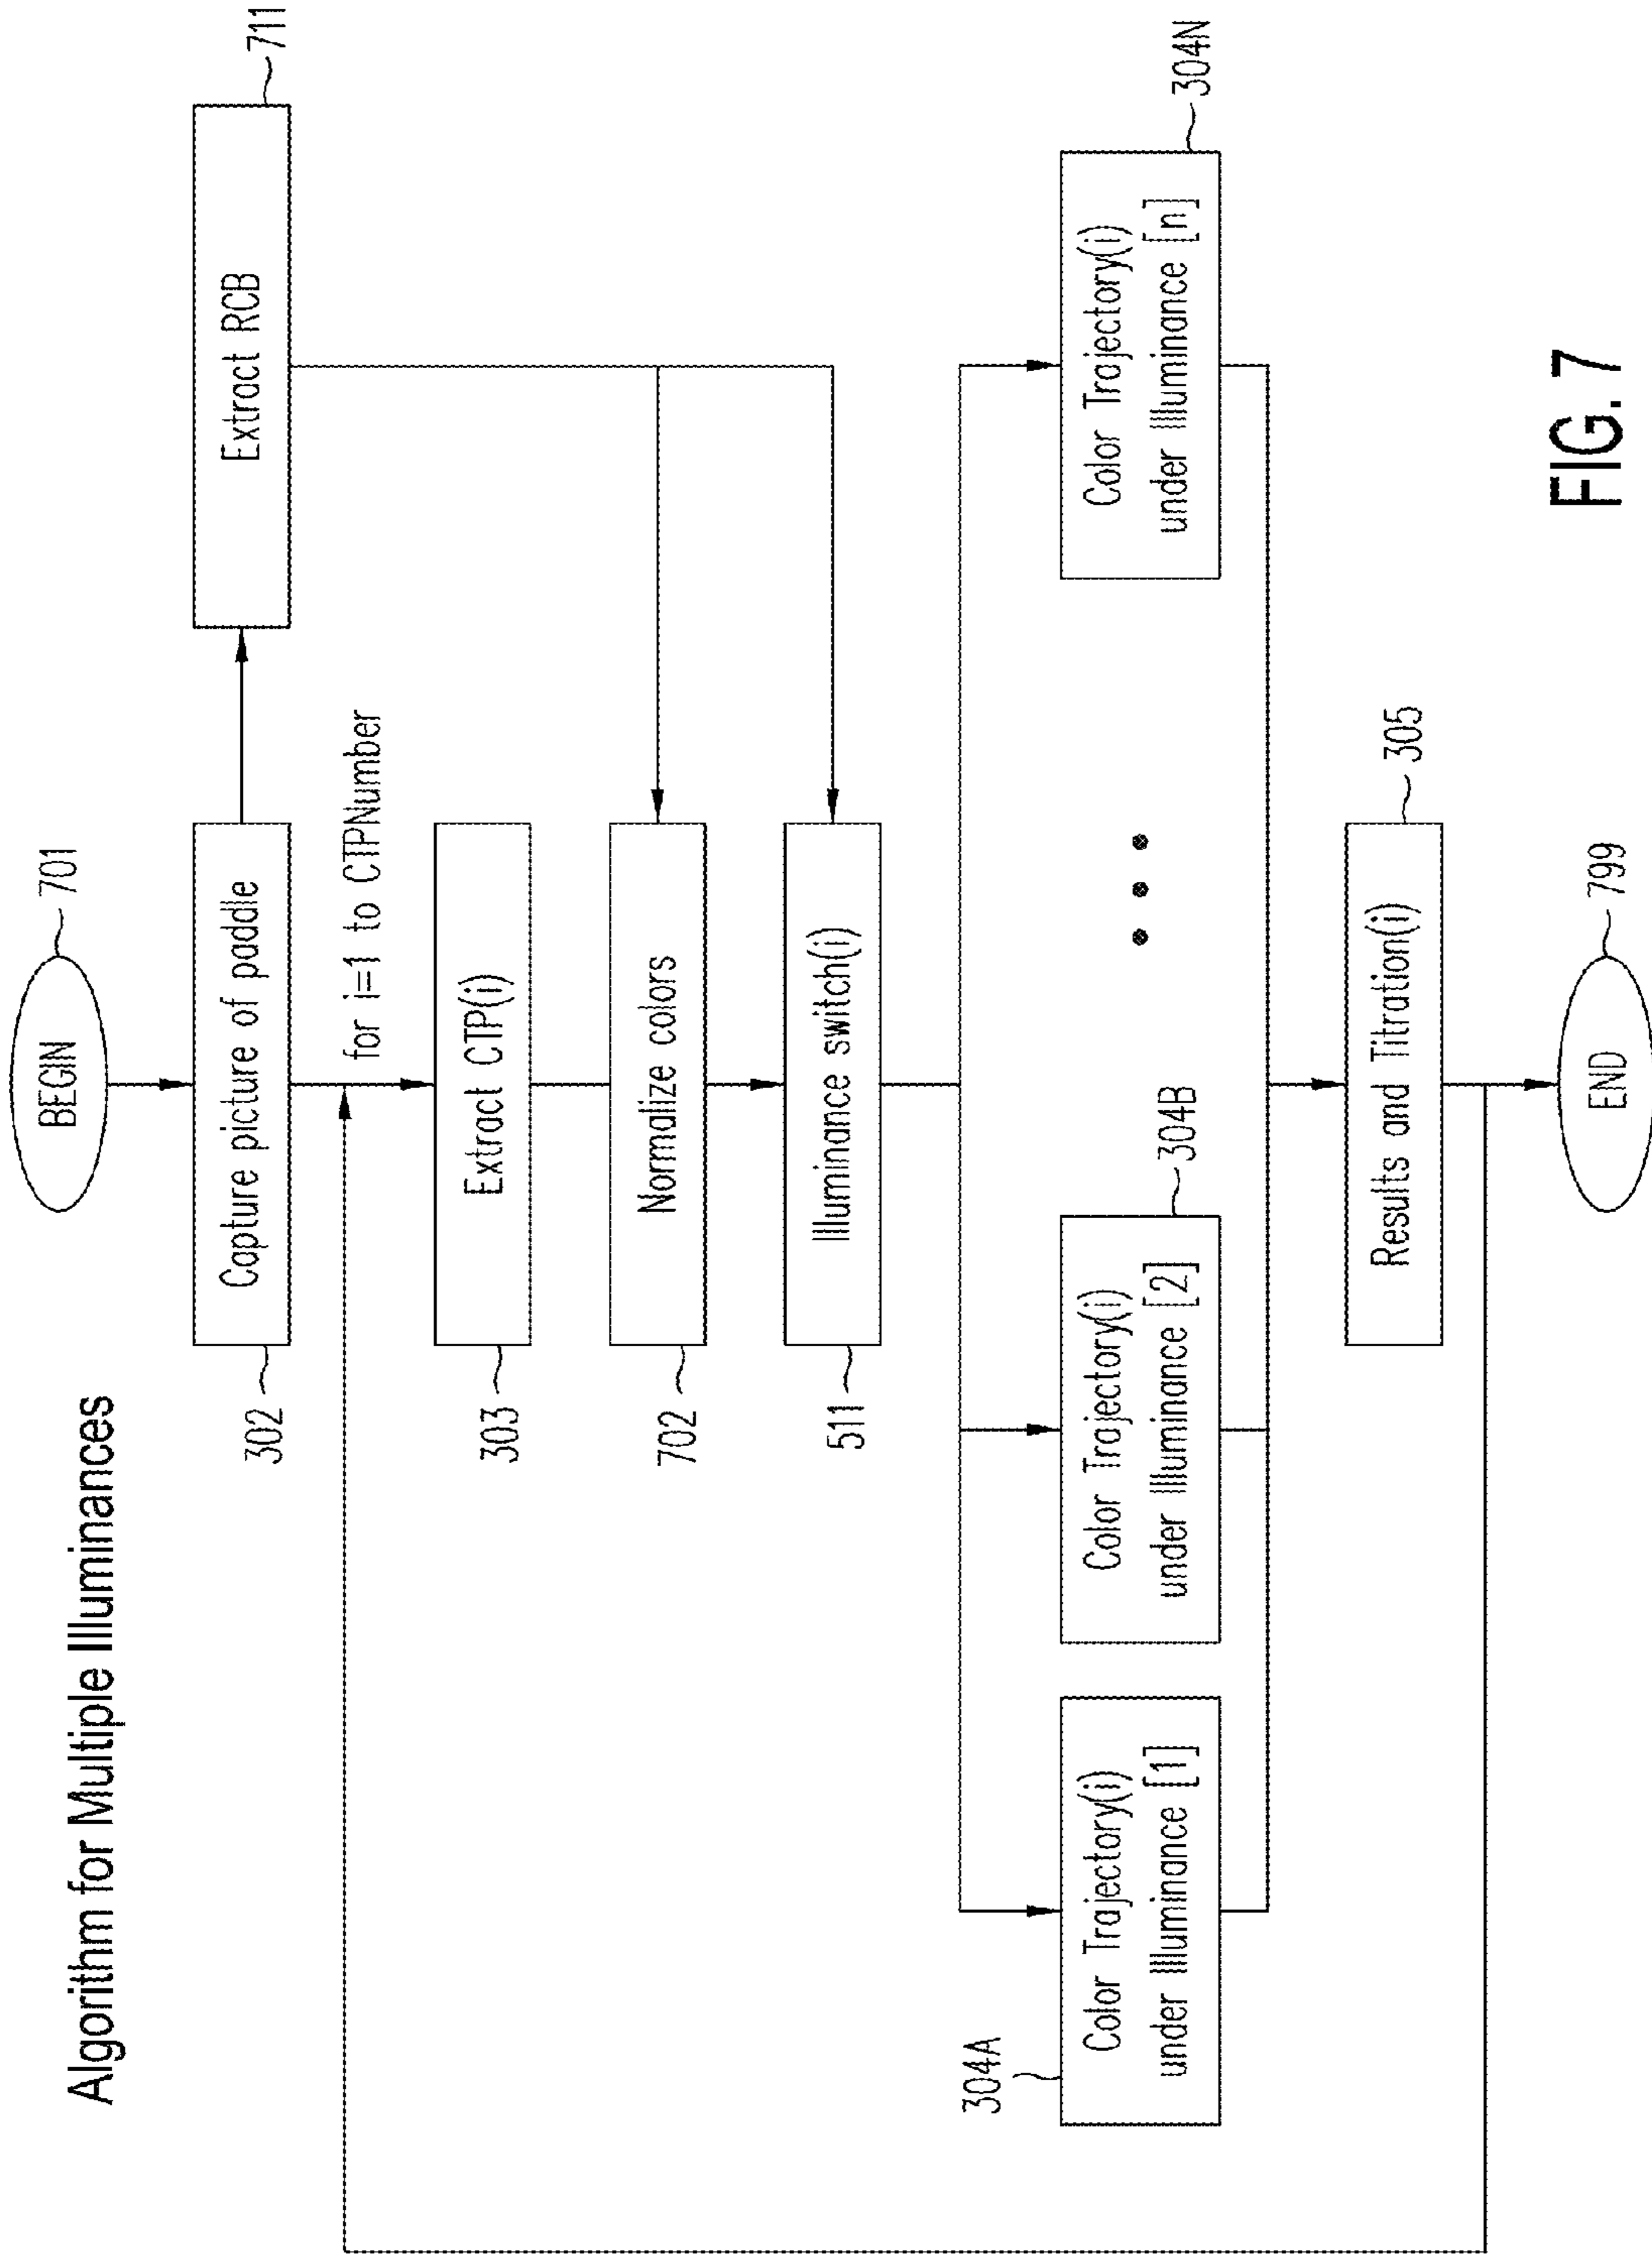 Algorithm for Multiple Illuminances
BEGIN
701
Capture picture of paddle
302
Extract RCB
711
for i=1 to CTPNumber
Extract CTP(i)
303
Normalize colors
702
Illuminance switch(i)
511
304A
Color Trajectory(i)
under Illuminance [1]
Color Trajectory(i)
under Illuminance [2]
304B
Color Trajectory(i)
under Illuminance [n]
304N
Results and Titration(i)
305
END
799
FIG. 7